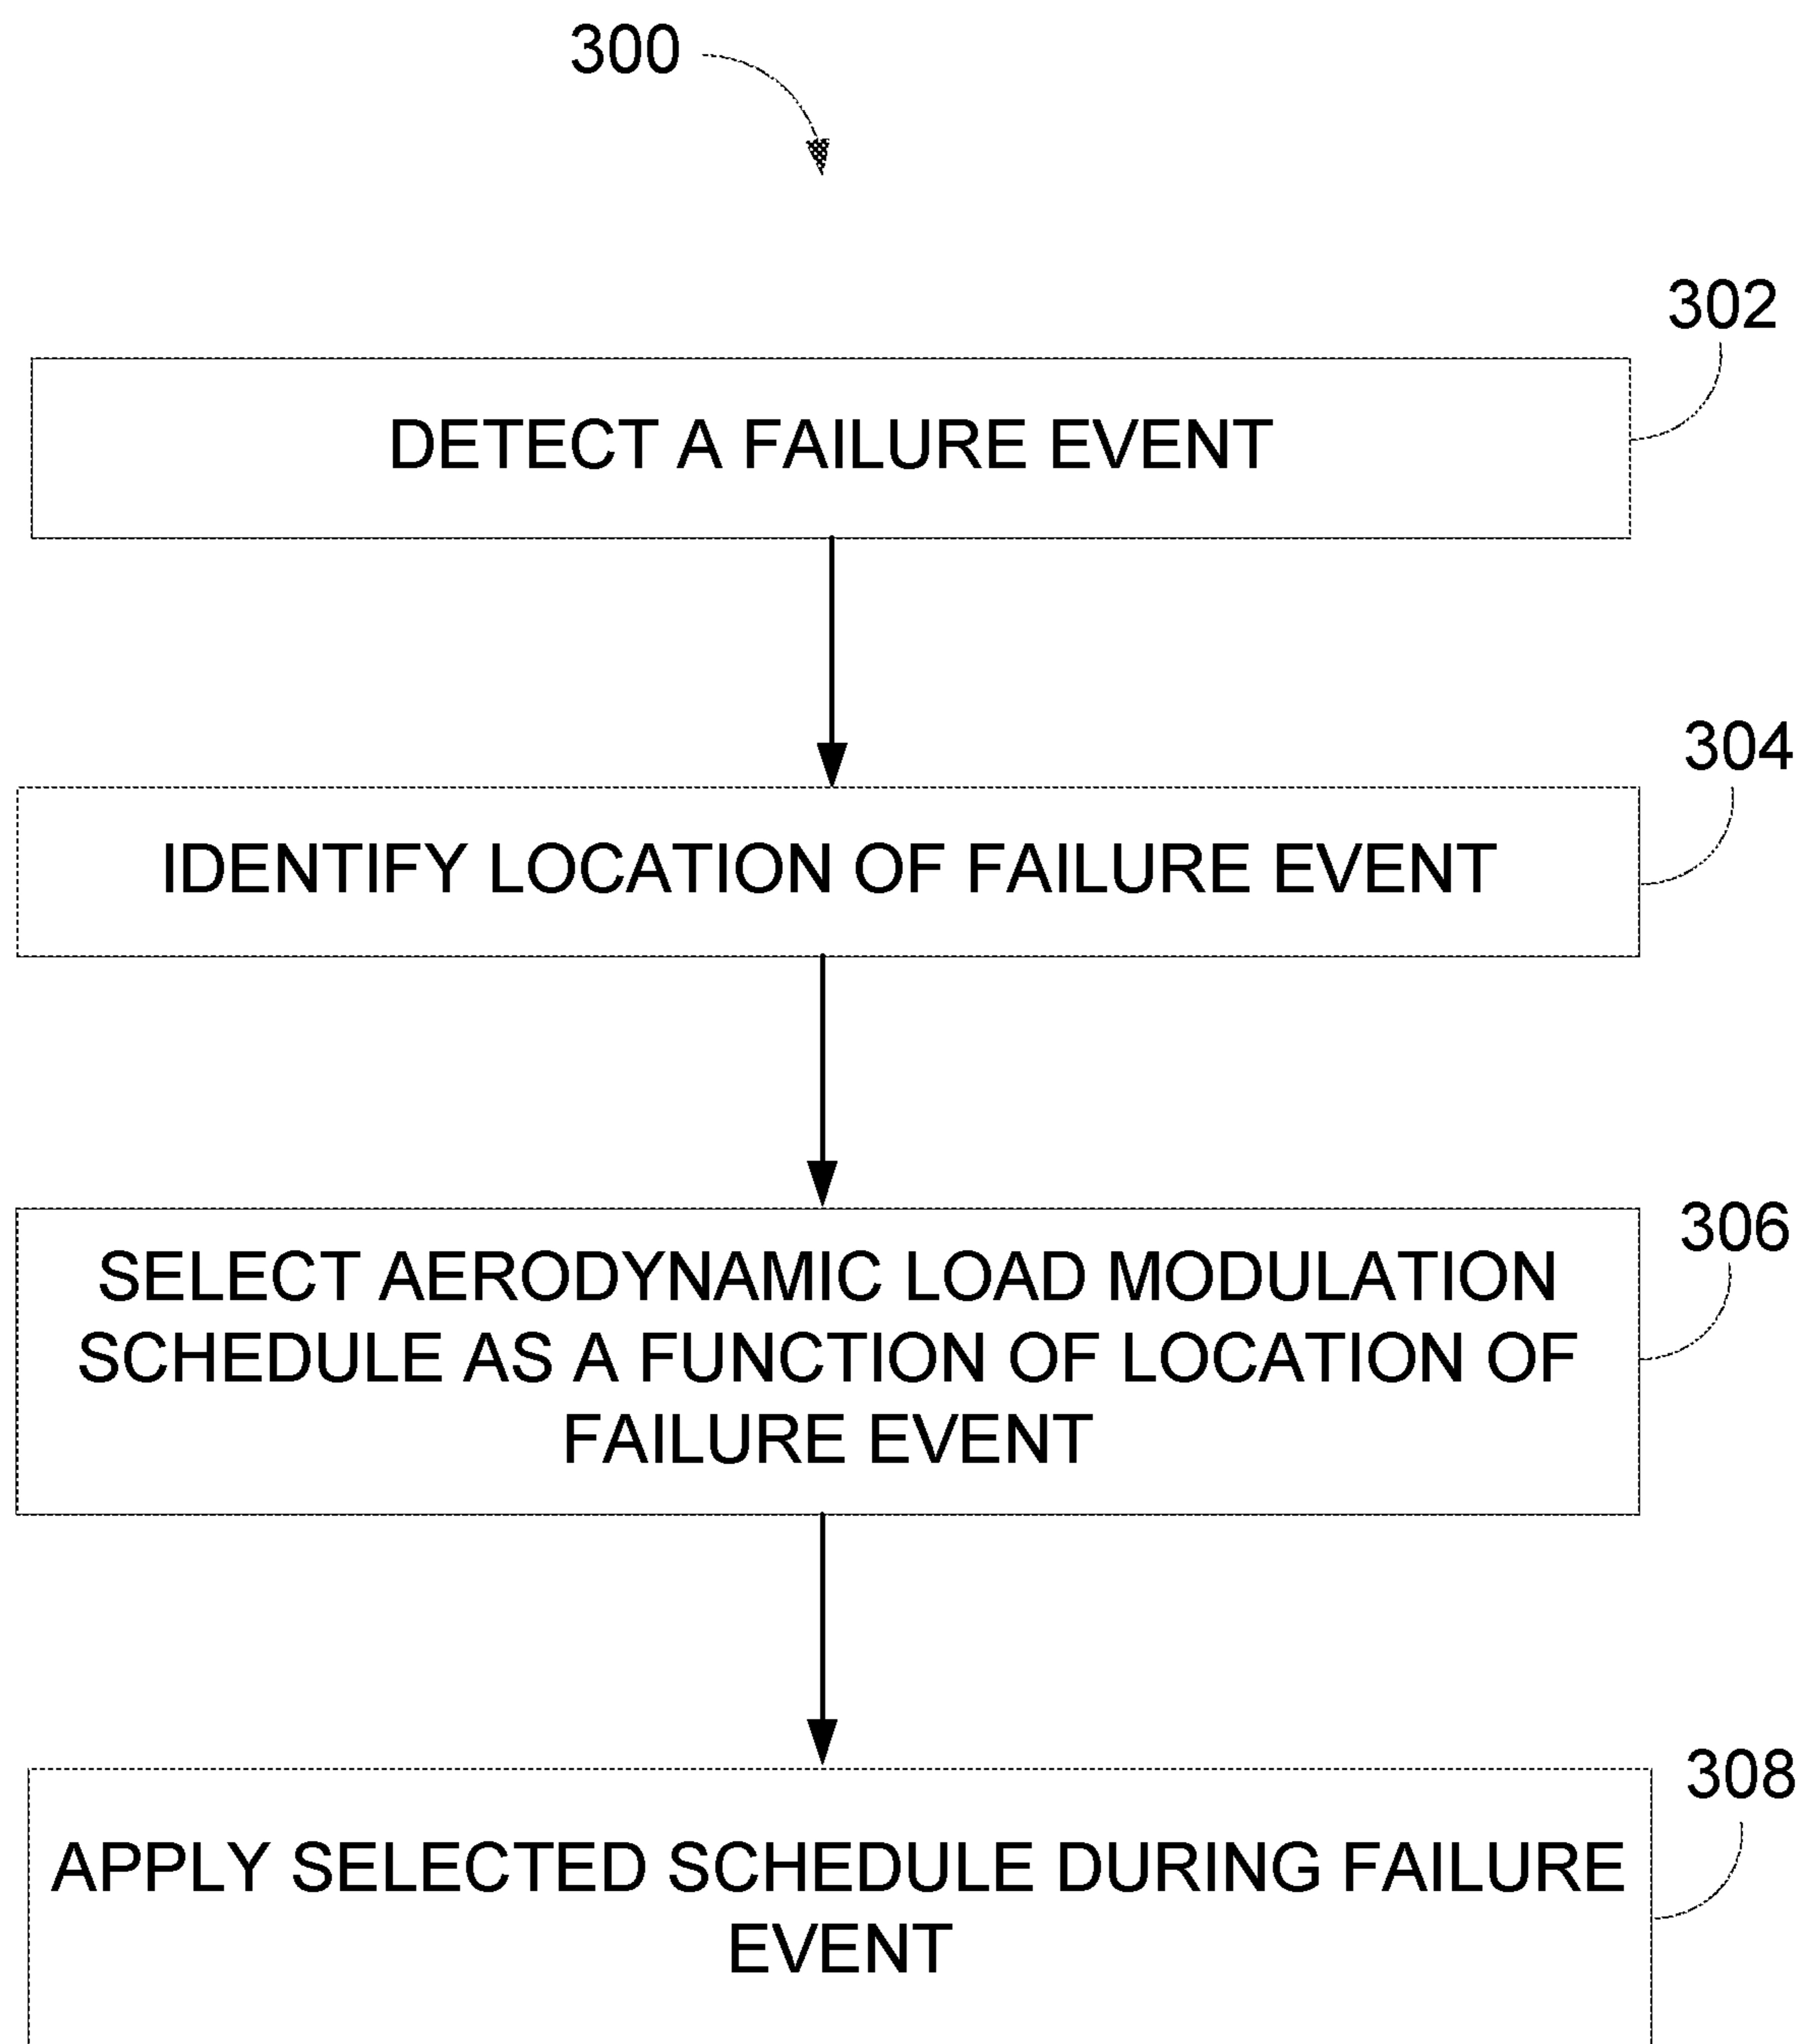 300
302
DETECT A FAILURE EVENT
304
IDENTIFY LOCATION OF FAILURE EVENT
306
SELECT AERODYNAMIC LOAD MODULATION
SCHEDULE AS A FUNCTION OF LOCATION OF
FAILURE EVENT
308
APPLY SELECTED SCHEDULE DURING FAILURE
EVENT